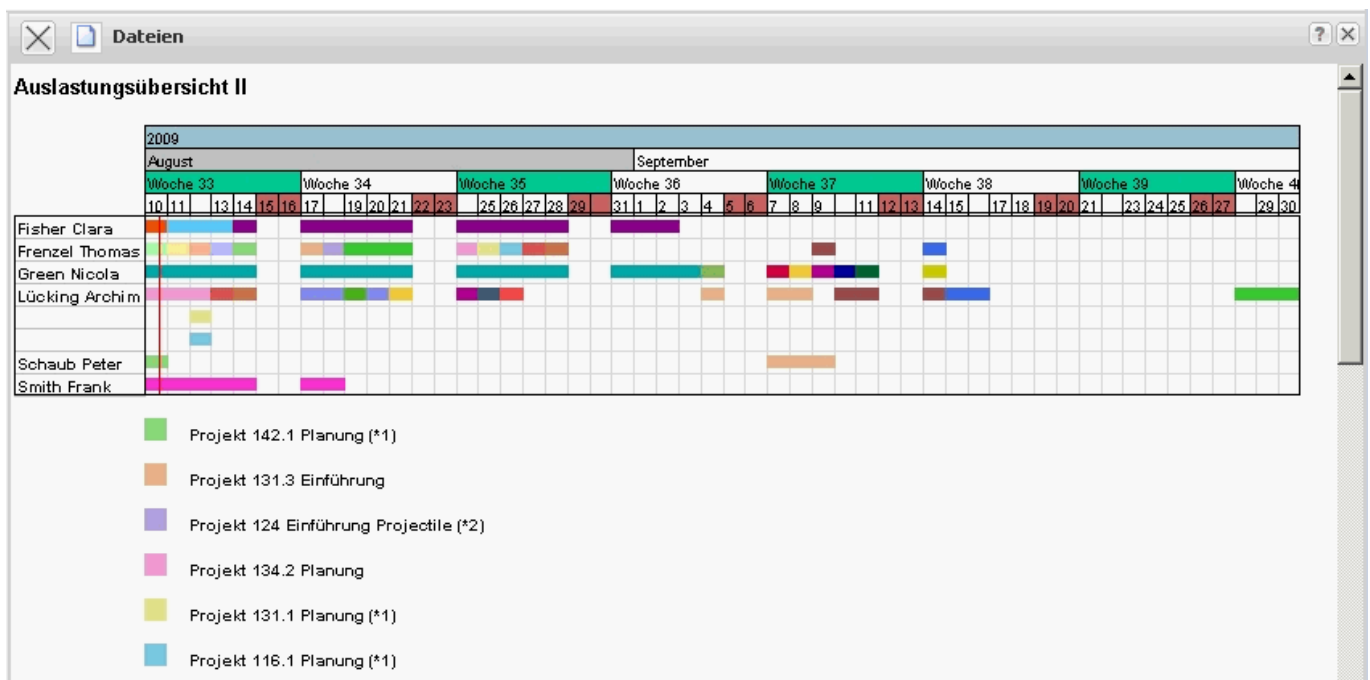 Dateien
?
Auslastungsübersicht II
2009
August September
Woche 33 Woche 34 Woche 35 Woche 36 Woche 37 Woche 38 Woche 39 Woche 4
10 11 13 14 15 16 17 19 20 21 22 23 25 26 27 28 29 31 1 2 3 4 5 6 7 8 9 11 12 13 14 15 17 18 19 20 21 23 24 25 26 27 29 30
Fisher Clara
Frenzel Thomas
Green Nicola
Lücking Archim
Schaub Peter
Smith Frank
Projekt 142.1 Planung (*1)
Projekt 131.3 Einführung
Projekt 124 Einführung Projectile (*2)
Projekt 134.2 Planung
Projekt 131.1 Planung (*1)
Projekt 116.1 Planung (*1)